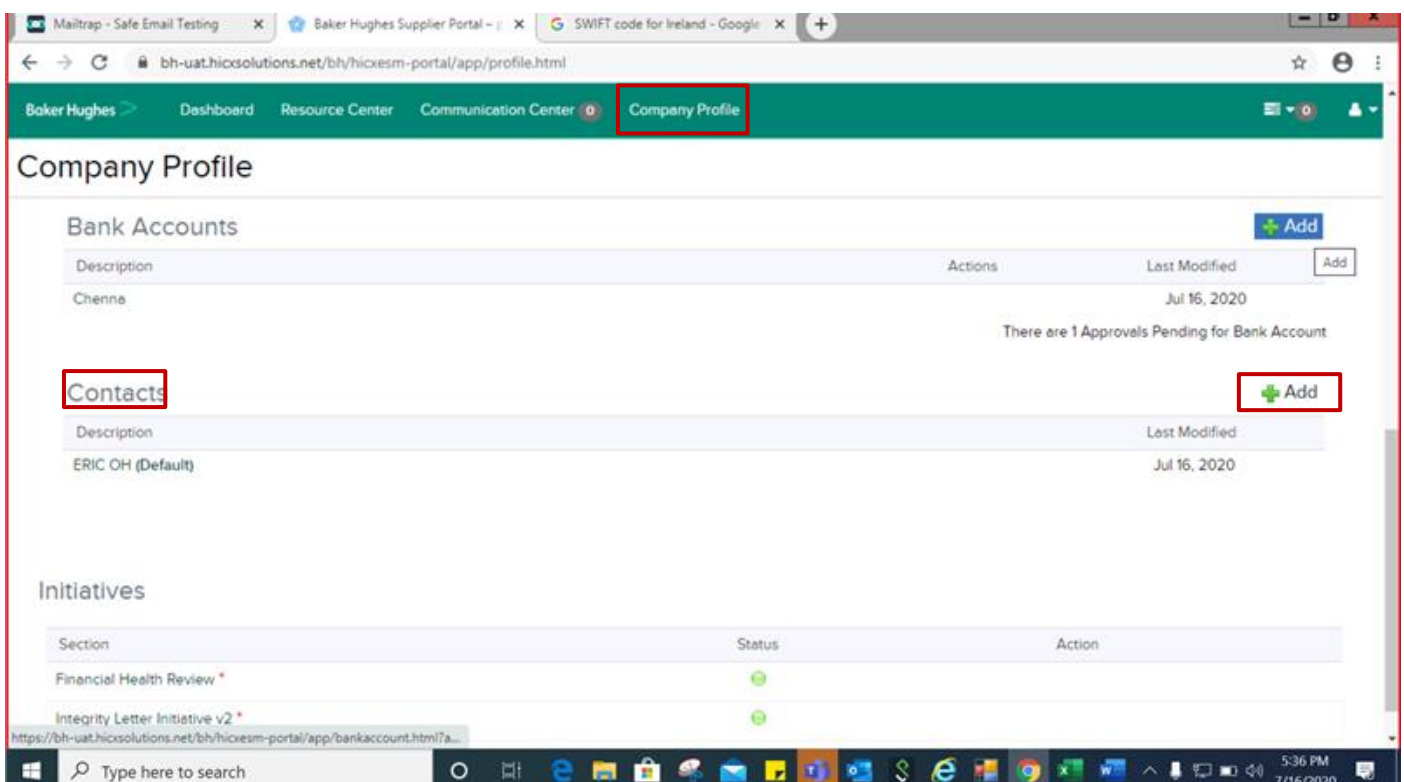 Mailtrap - Safe Email Testing
Baker Hughes Supplier Portal – p
SWIFT code for Ireland - Google
bh-uat.hicxsolutions.net/bh/hicxesm-portal/app/profile.html
Baker Hughes Dashboard Resource Center Communication Center 0 Company Profile 0
Company Profile
Bank Accounts Add
Description Actions Last Modified Add
Chenna Jul 16, 2020
There are 1 Approvals Pending for Bank Account
Contacts Add
Description Last Modified
ERIC OH (Default) Jul 16, 2020
Initiatives
Section Status Action
Financial Health Review *
Integrity Letter Initiative v2 *
https://bh-uat.hicxsolutions.net/bh/hicxesm-portal/app/bankaccount.html?a...
Type here to search
5:36 PM
7/16/2020